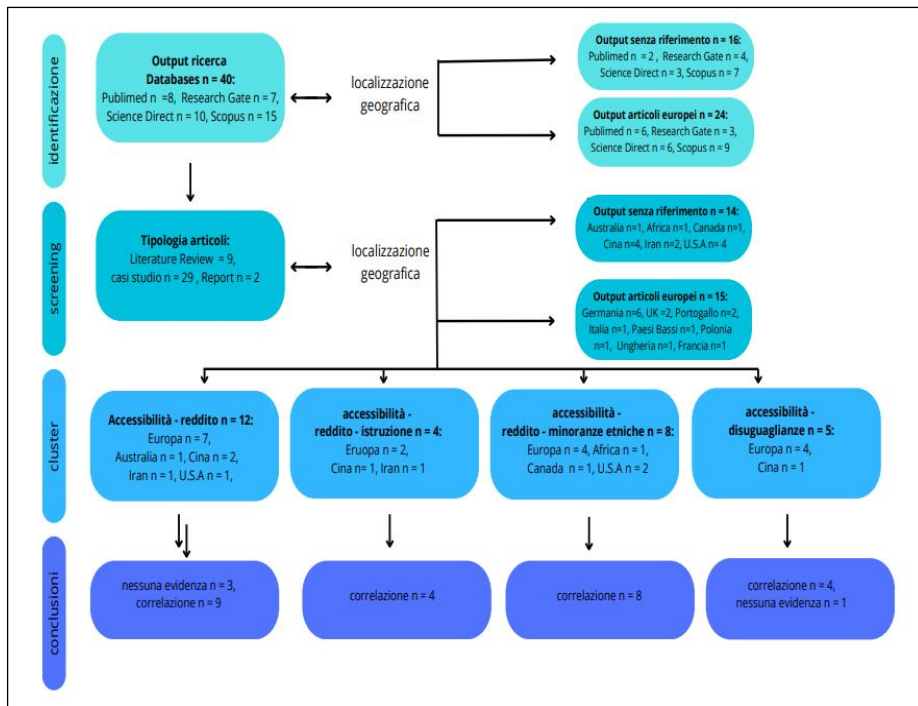 identificazione
Output ricerca
Databases n = 40:
Publimed n =8, Research Gate n = 7,
Science Direct n = 10, Scopus n = 15
localizzazione
geografica
Output senza riferimento n = 16:
Publimed n = 2 , Research Gate n = 4,
Science Direct n = 3, Scopus n = 7
Output articoli europei n = 24:
Publimed n = 6, Research Gate n = 3,
Science Direct n = 6, Scopus n = 9
screening
Tipologia articoli:
Literature Review = 9,
casi studio n = 29 , Report n = 2
localizzazione
geografica
Output senza riferimento n = 14:
Australia n=1, Africa n=1, Canada n=1,
Cina n=4, Iran n=2, U.S.A n= 4
Output articoli europei n = 15:
Germania n=6, UK =2, Portogallo n=2,
Italia n=1, Paesi Bassi n=1, Polonia
n=1, Ungheria n=1, Francia n=1
cluster
Accessibilità - reddito n = 12:
Europa n = 7,
Australia n = 1, Cina n = 2,
Iran n = 1, U.S.A n = 1,
accessibilità -
reddito - istruzione n = 4:
Eruopa n = 2,
Cina n= 1, Iran n = 1
accessibilità -
reddito - minoranze etniche n = 8:
Europa n = 4, Africa n = 1,
Canada n = 1, U.S.A n = 2
accessibilità -
disuguaglianze n = 5:
Europa n = 4,
Cina n = 1
conclusioni
nessuna evidenza n = 3,
correlazione n = 9
correlazione n = 4
correlazione n = 8
correlazione n = 4,
nessuna evidenza n = 1